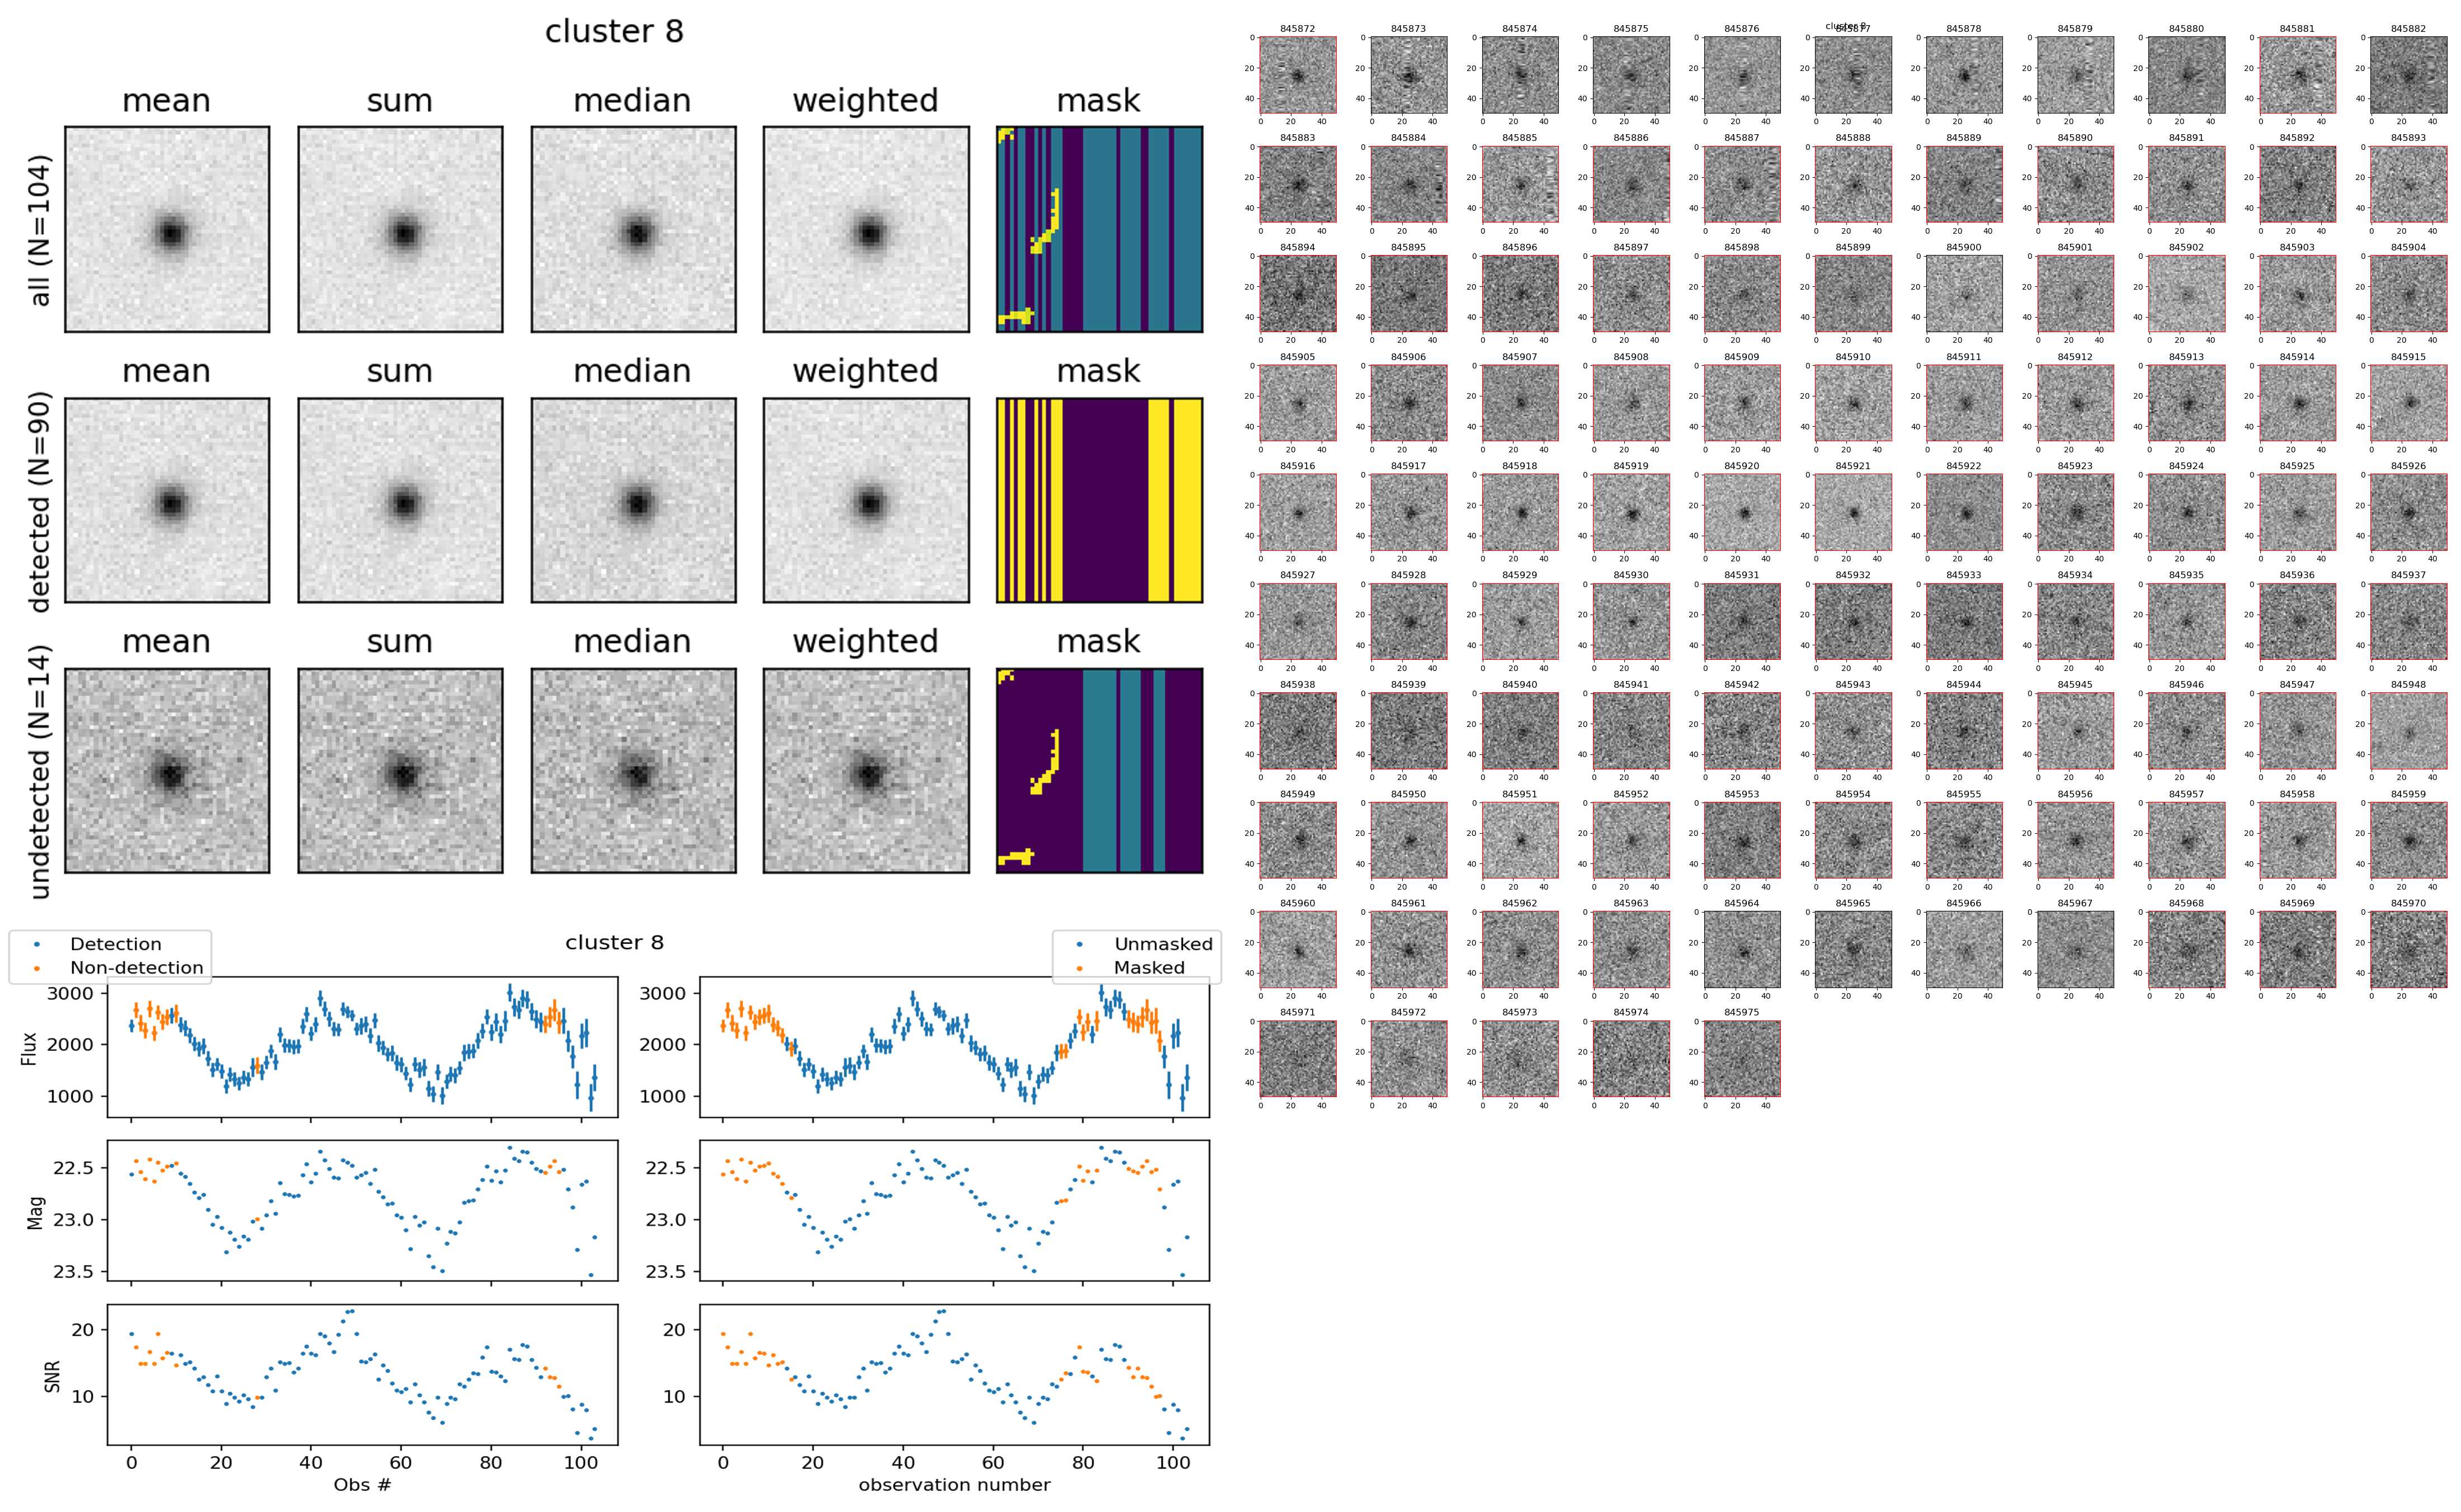 cluster 8
mean sum median weighted mask
all (N=104)
mean sum median weighted mask
detected (N=90)
mean sum median weighted mask
undetected (N=14)
Detection
Non-detection
cluster 8
Unmasked
Masked
Flux
3000
2000
1000
3000
2000
1000
Mag
22.5
23.0
23.5
22.5
23.0
23.5
SNR
20
10
20
10
0 20 40 60 80 100
Obs #
0 20 40 60 80 100
observation number
cluster 8
845872 845873 845874 845875 845876 845877 845878 845879 845880 845881 845882
845883 845884 845885 845886 845887 845888 845889 845890 845891 845892 845893
845894 845895 845896 845897 845898 845899 845900 845901 845902 845903 845904
845905 845906 845907 845908 845909 845910 845911 845912 845913 845914 845915
845916 845917 845918 845919 845920 845921 845922 845923 845924 845925 845926
845927 845928 845929 845930 845931 845932 845933 845934 845935 845936 845937
845938 845939 845940 845941 845942 845943 845944 845945 845946 845947 845948
845949 845950 845951 845952 845953 845954 845955 845956 845957 845958 845959
845960 845961 845962 845963 845964 845965 845966 845967 845968 845969 845970
845971 845972 845973 845974 845975